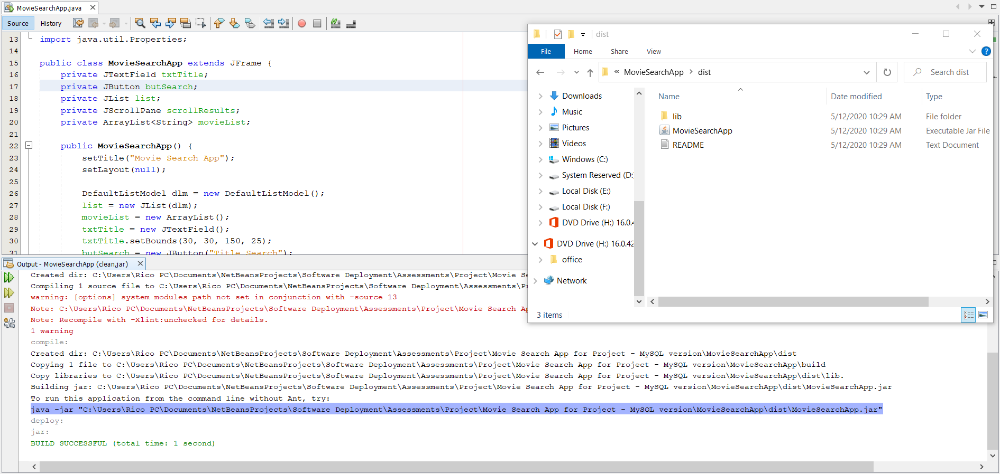 MovieSearchApp.java
Source History
13 import java.util.Properties;
14
15 public class MovieSearchApp extends JFrame {
16 private JTextField txtTitle;
17 private JButton butSearch;
18 private JList list;
19 private JScrollPane scrollResults;
20 private ArrayList<String> movieList;
21
22 public MovieSearchApp() {
23 setTitle("Movie Search App");
24 setLayout(null);
25
26 DefaultListModel dlm = new DefaultListModel();
27 list = new JList(dlm);
28 movieList = new ArrayList();
29 txtTitle = new JTextField();
30 txtTitle.setBounds(30, 30, 150, 25);
31 butSearch = new JButton("Title Search");
dist
File Home Share View
?
« MovieSearchApp > dist
Search dist
Downloads
Music
Pictures
Videos
Windows (C:)
System Reserved (D:
Local Disk (E:)
Local Disk (F:)
DVD Drive (H:) 16.0.4
DVD Drive (H:) 16.0.42
office
Network
Name Date modified Type
lib 5/12/2020 10:29 AM File folder
MovieSearchApp 5/12/2020 10:29 AM Executable Jar File
README 5/12/2020 10:29 AM Text Document
3 items
Output - MovieSearchApp (clean,jar)
Created dir: C:\Users\Rico PC\Documents\NetBeansProjects\Software Deployment\Assessments\Project\Movie Se
Compiling 1 source file to C:\Users\Rico PC\Documents\NetBeansProjects\Software Deployment\Assessments\P
warning: [options] system modules path not set in conjunction with -source 13
Note: C:\Users\Rico PC\Documents\NetBeansProjects\Software Deployment\Assessments\Project\Movie Search Ap
Note: Recompile with -Xlint:unchecked for details.
1 warning
compile:
Created dir: C:\Users\Rico PC\Documents\NetBeansProjects\Software Deployment\Assessments\Project\Movie Search App for Project - MySQL version\MovieSearchApp\dist
Copying 1 file to C:\Users\Rico PC\Documents\NetBeansProjects\Software Deployment\Assessments\Project\Movie Search App for Project - MySQL version\MovieSearchApp\build
Copy libraries to C:\Users\Rico PC\Documents\NetBeansProjects\Software Deployment\Assessments\Project\Movie Search App for Project - MySQL version\MovieSearchApp\dist\lib.
Building jar: C:\Users\Rico PC\Documents\NetBeansProjects\Software Deployment\Assessments\Project\Movie Search App for Project - MySQL version\MovieSearchApp\dist\MovieSearchApp.jar
To run this application from the command line without Ant, try:
java -jar "C:\Users\Rico PC\Documents\NetBeansProjects\Software Deployment\Assessments\Project\Movie Search App for Project - MySQL version\MovieSearchApp\dist\MovieSearchApp.jar"
deploy:
jar:
BUILD SUCCESSFUL (total time: 1 second)